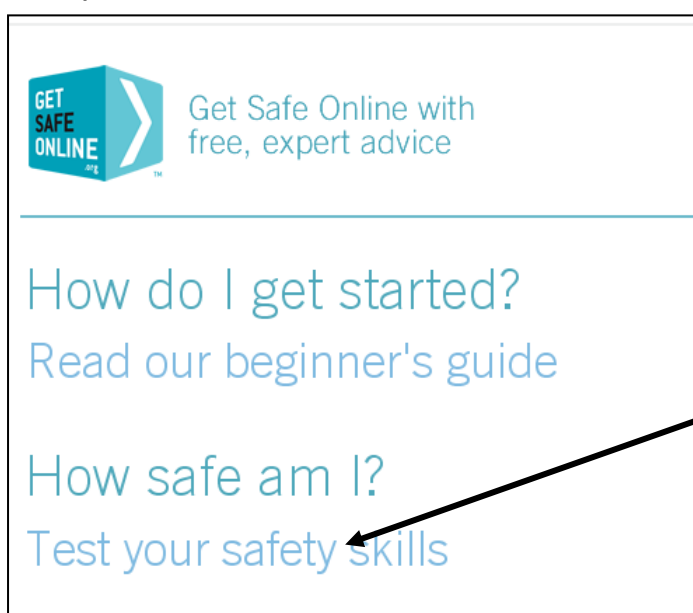 GET
SAFE
ONLINE
.org
TM
Get Safe Online with
free, expert advice
How do I get started?
Read our beginner's guide
How safe am I?
Test your safety skills